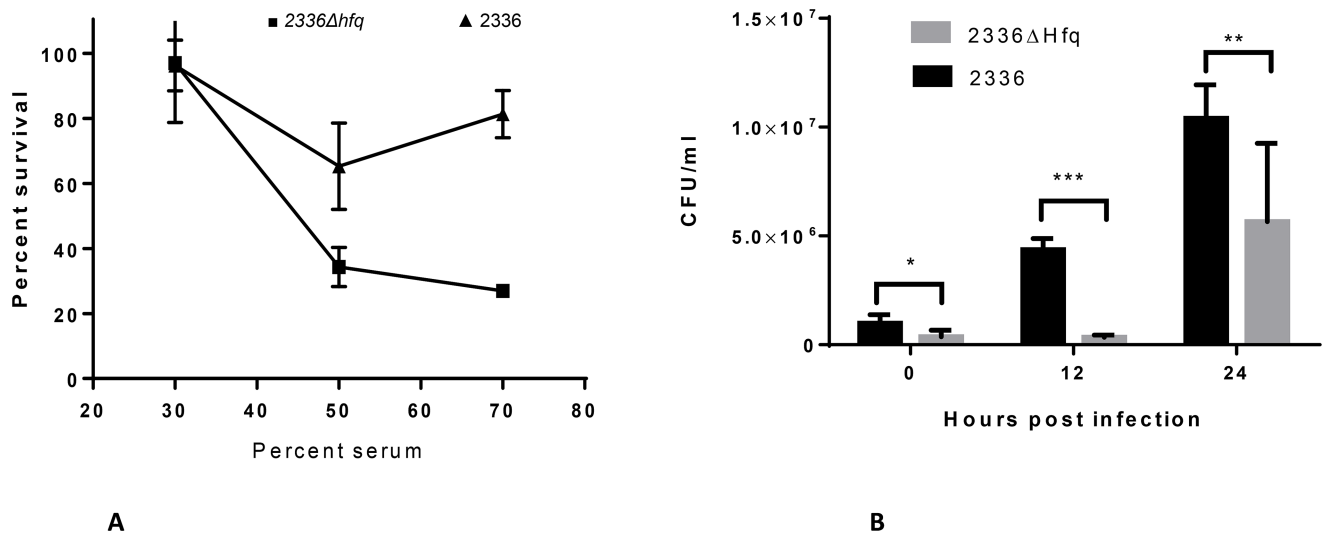 ■ 2336Δhfq ▲ 2336
Percent survival
100
80
60
40
20
0
20 30 40 50 60 70 80
Percent serum
A
2336ΔHfq
2336
CFU/ml
1.5×10⁷
1.0×10⁷
5.0×10⁶
0
*
***
**
0 12 24
Hours post infection
B